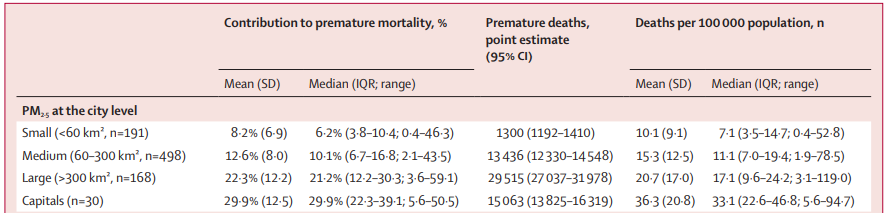 Contribution to premature mortality, % Premature deaths, point estimate (95% CI) Deaths per 100 000 population, n
Mean (SD) Median (IQR; range) Mean (SD) Median (IQR; range)
PM₂·₅ at the city level
Small (<60 km², n=191) 8·2% (6·9) 6·2% (3·8–10·4; 0·4–46·3) 1300 (1192–1410) 10·1 (9·1) 7·1 (3·5–14·7; 0·4–52·8)
Medium (60–300 km², n=498) 12·6% (8·0) 10·1% (6·7–16·8; 2·1–43·5) 13 436 (12 330–14 548) 15·3 (12·5) 11·1 (7·0–19·4; 1·9–78·5)
Large (>300 km², n=168) 22·3% (12·2) 21·2% (12·2–30·3; 3·6–59·1) 29 515 (27 037–31 978) 20·7 (17·0) 17·1 (9·6–24·2; 3·1–119·0)
Capitals (n=30) 29·9% (12·5) 29·9% (22·3–39·1; 5·6–50·5) 15 063 (13 825–16 319) 36·3 (20·8) 33·1 (22·6–46·8; 5·6–94·7)